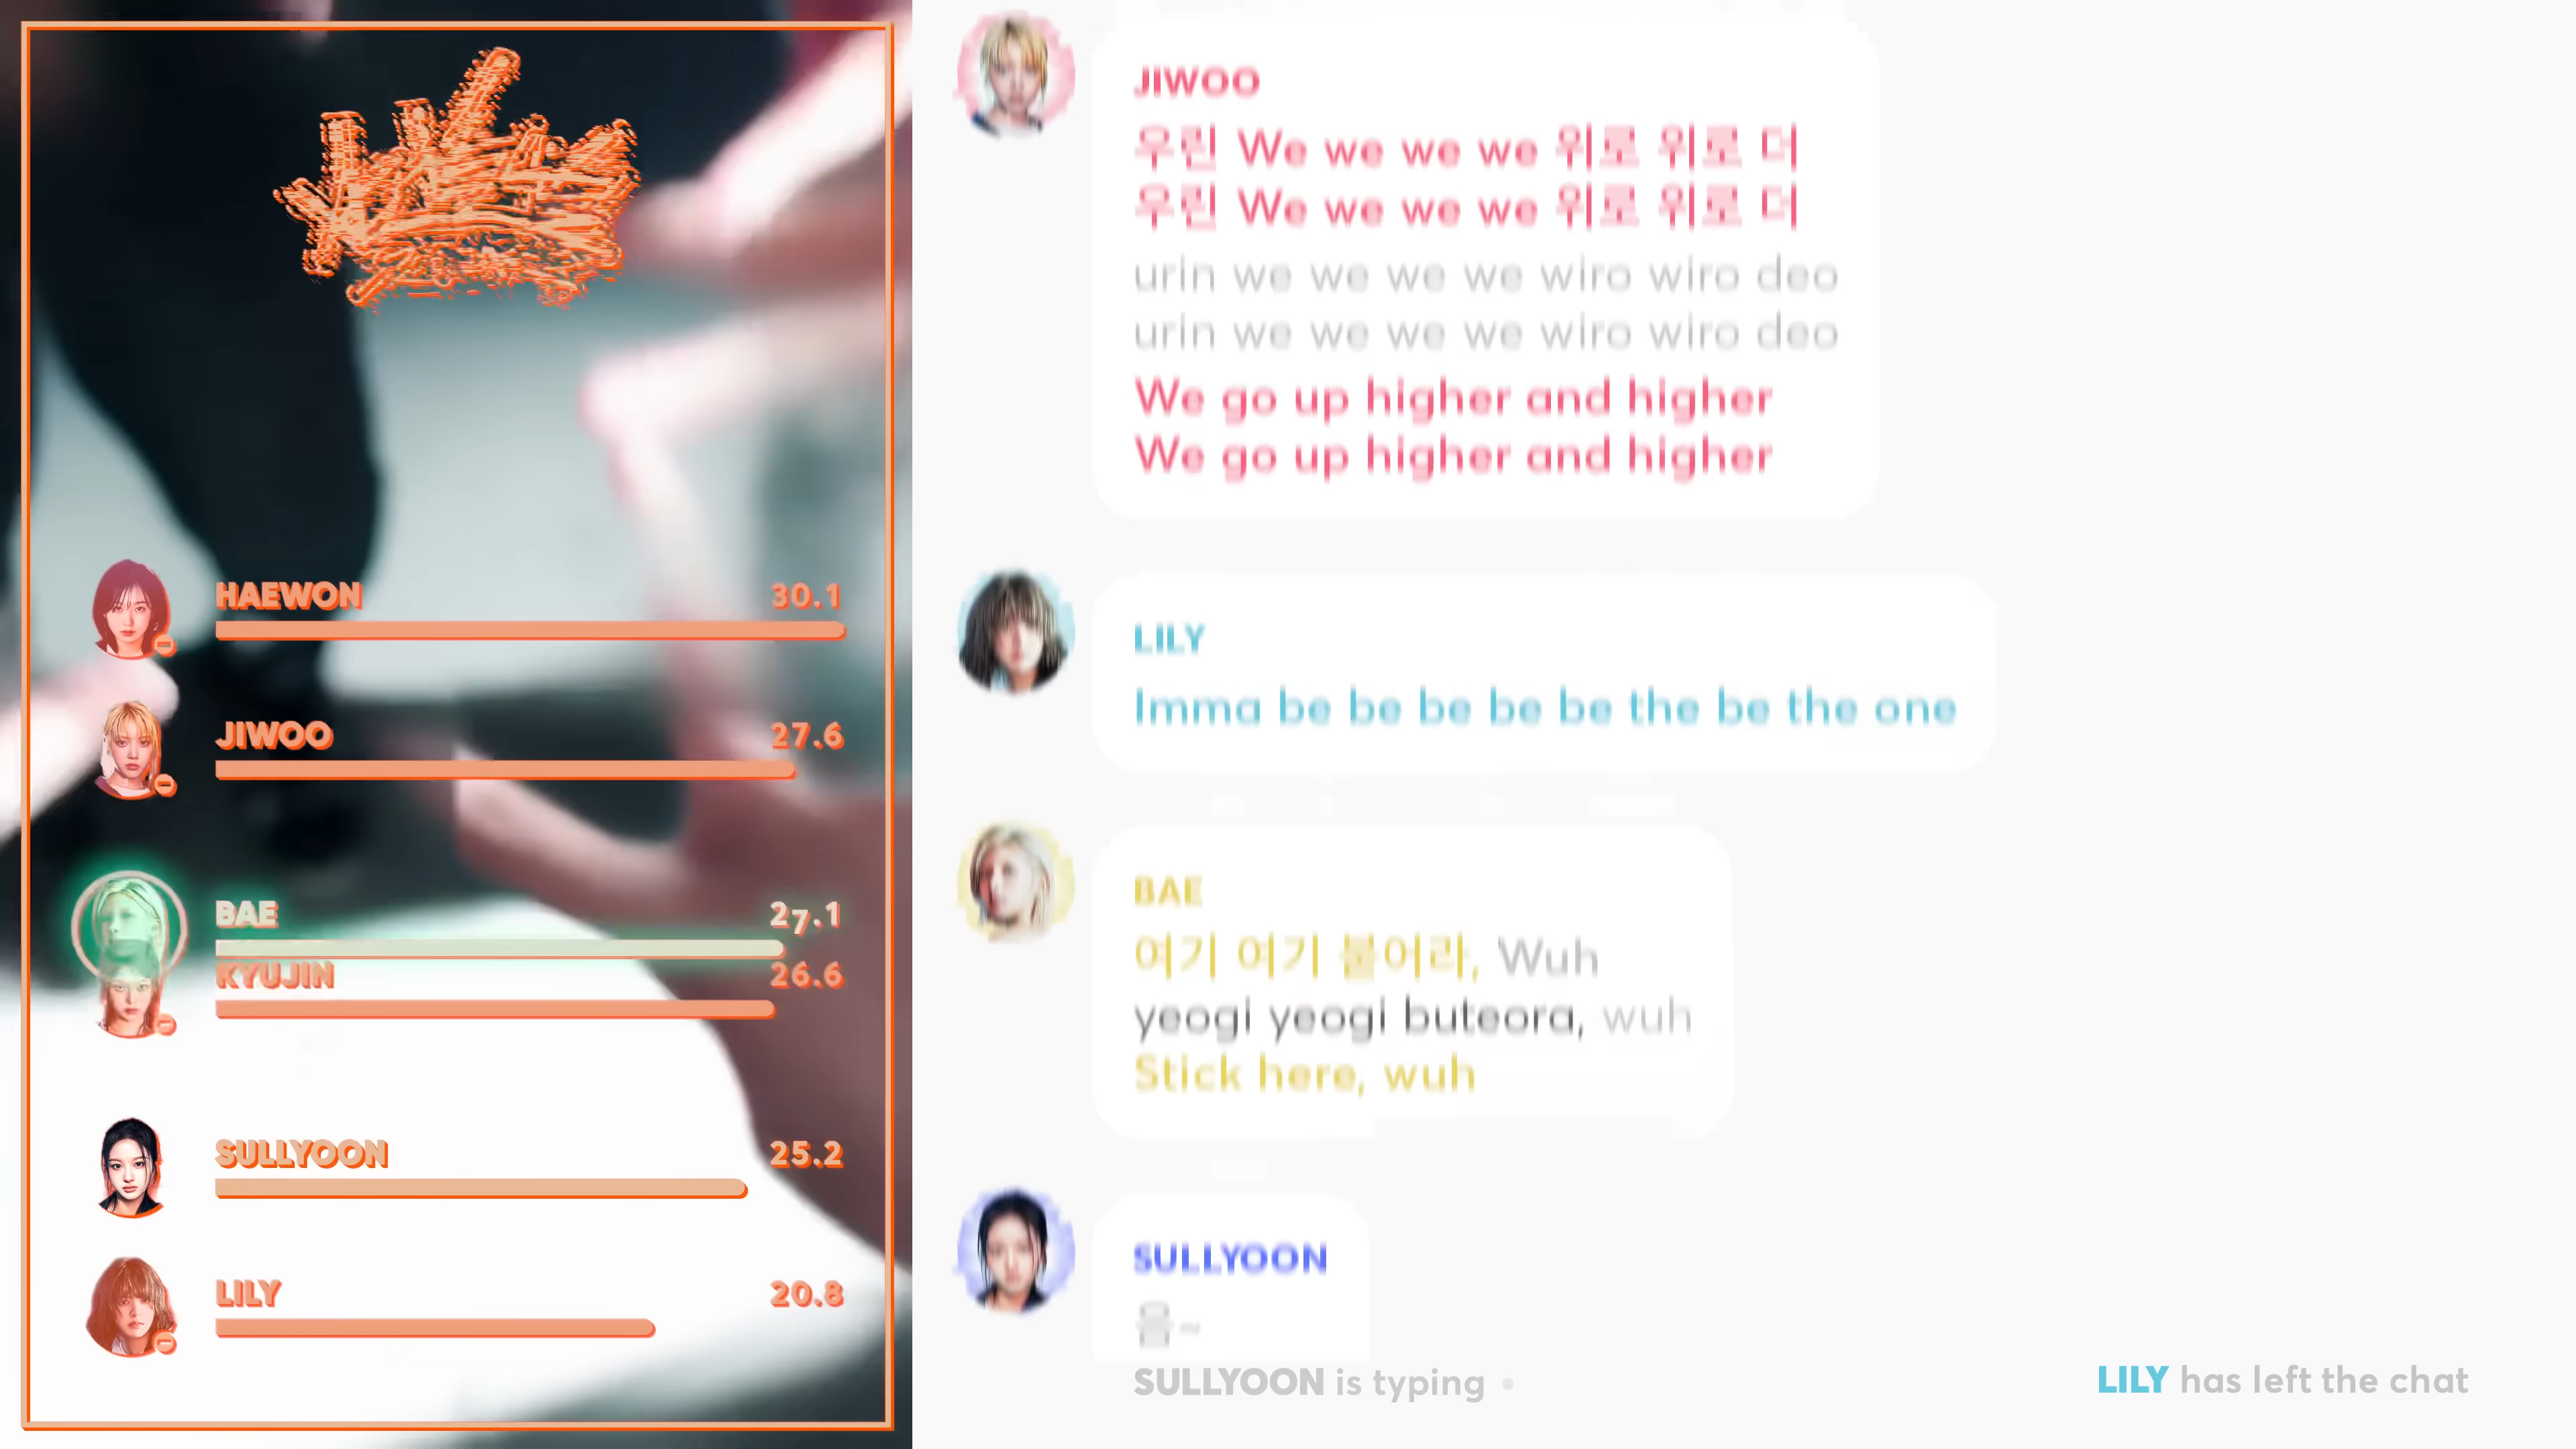 HAEWON 30.1
JIWOO 27.6
BAE 27.1
KYUJIN 26.6
SULLYOON 25.2
LILY 20.8
JIWOO
우린 We we we we 위로 위로 더
우린 We we we we 위로 위로 더
urin we we we we wiro wiro deo
urin we we we we wiro wiro deo
We go up higher and higher
We go up higher and higher
LILY
Imma be be be be be the be the one
BAE
여기 여기 붙어라, Wuh
yeogi yeogi buteora, wuh
Stick here, wuh
SULLYOON
음~
SULLYOON is typing
LILY has left the chat